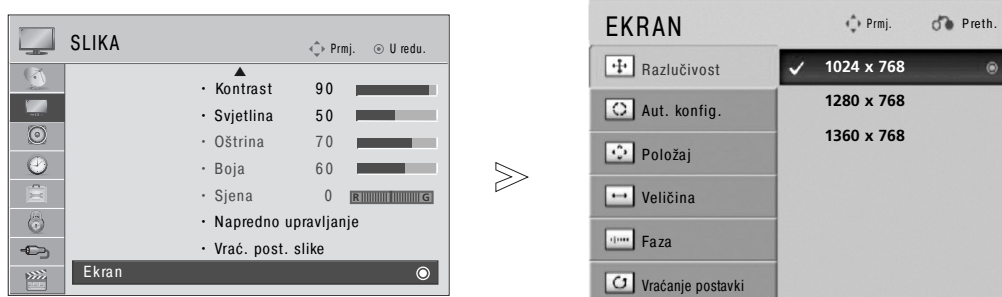 SLIKA
Prmj. U redu.
• Kontrast 90
• Svjetlina 50
• Oštrina 70
• Boja 60
• Sjena 0 R G
• Napredno upravljanje
• Vrać. post. slike
Ekran
EKRAN
Prmj. Preth.
Razlučivost
✓ 1024 x 768
1280 x 768
1360 x 768
Aut. konfig.
Položaj
Veličina
Faza
Vraćanje postavki